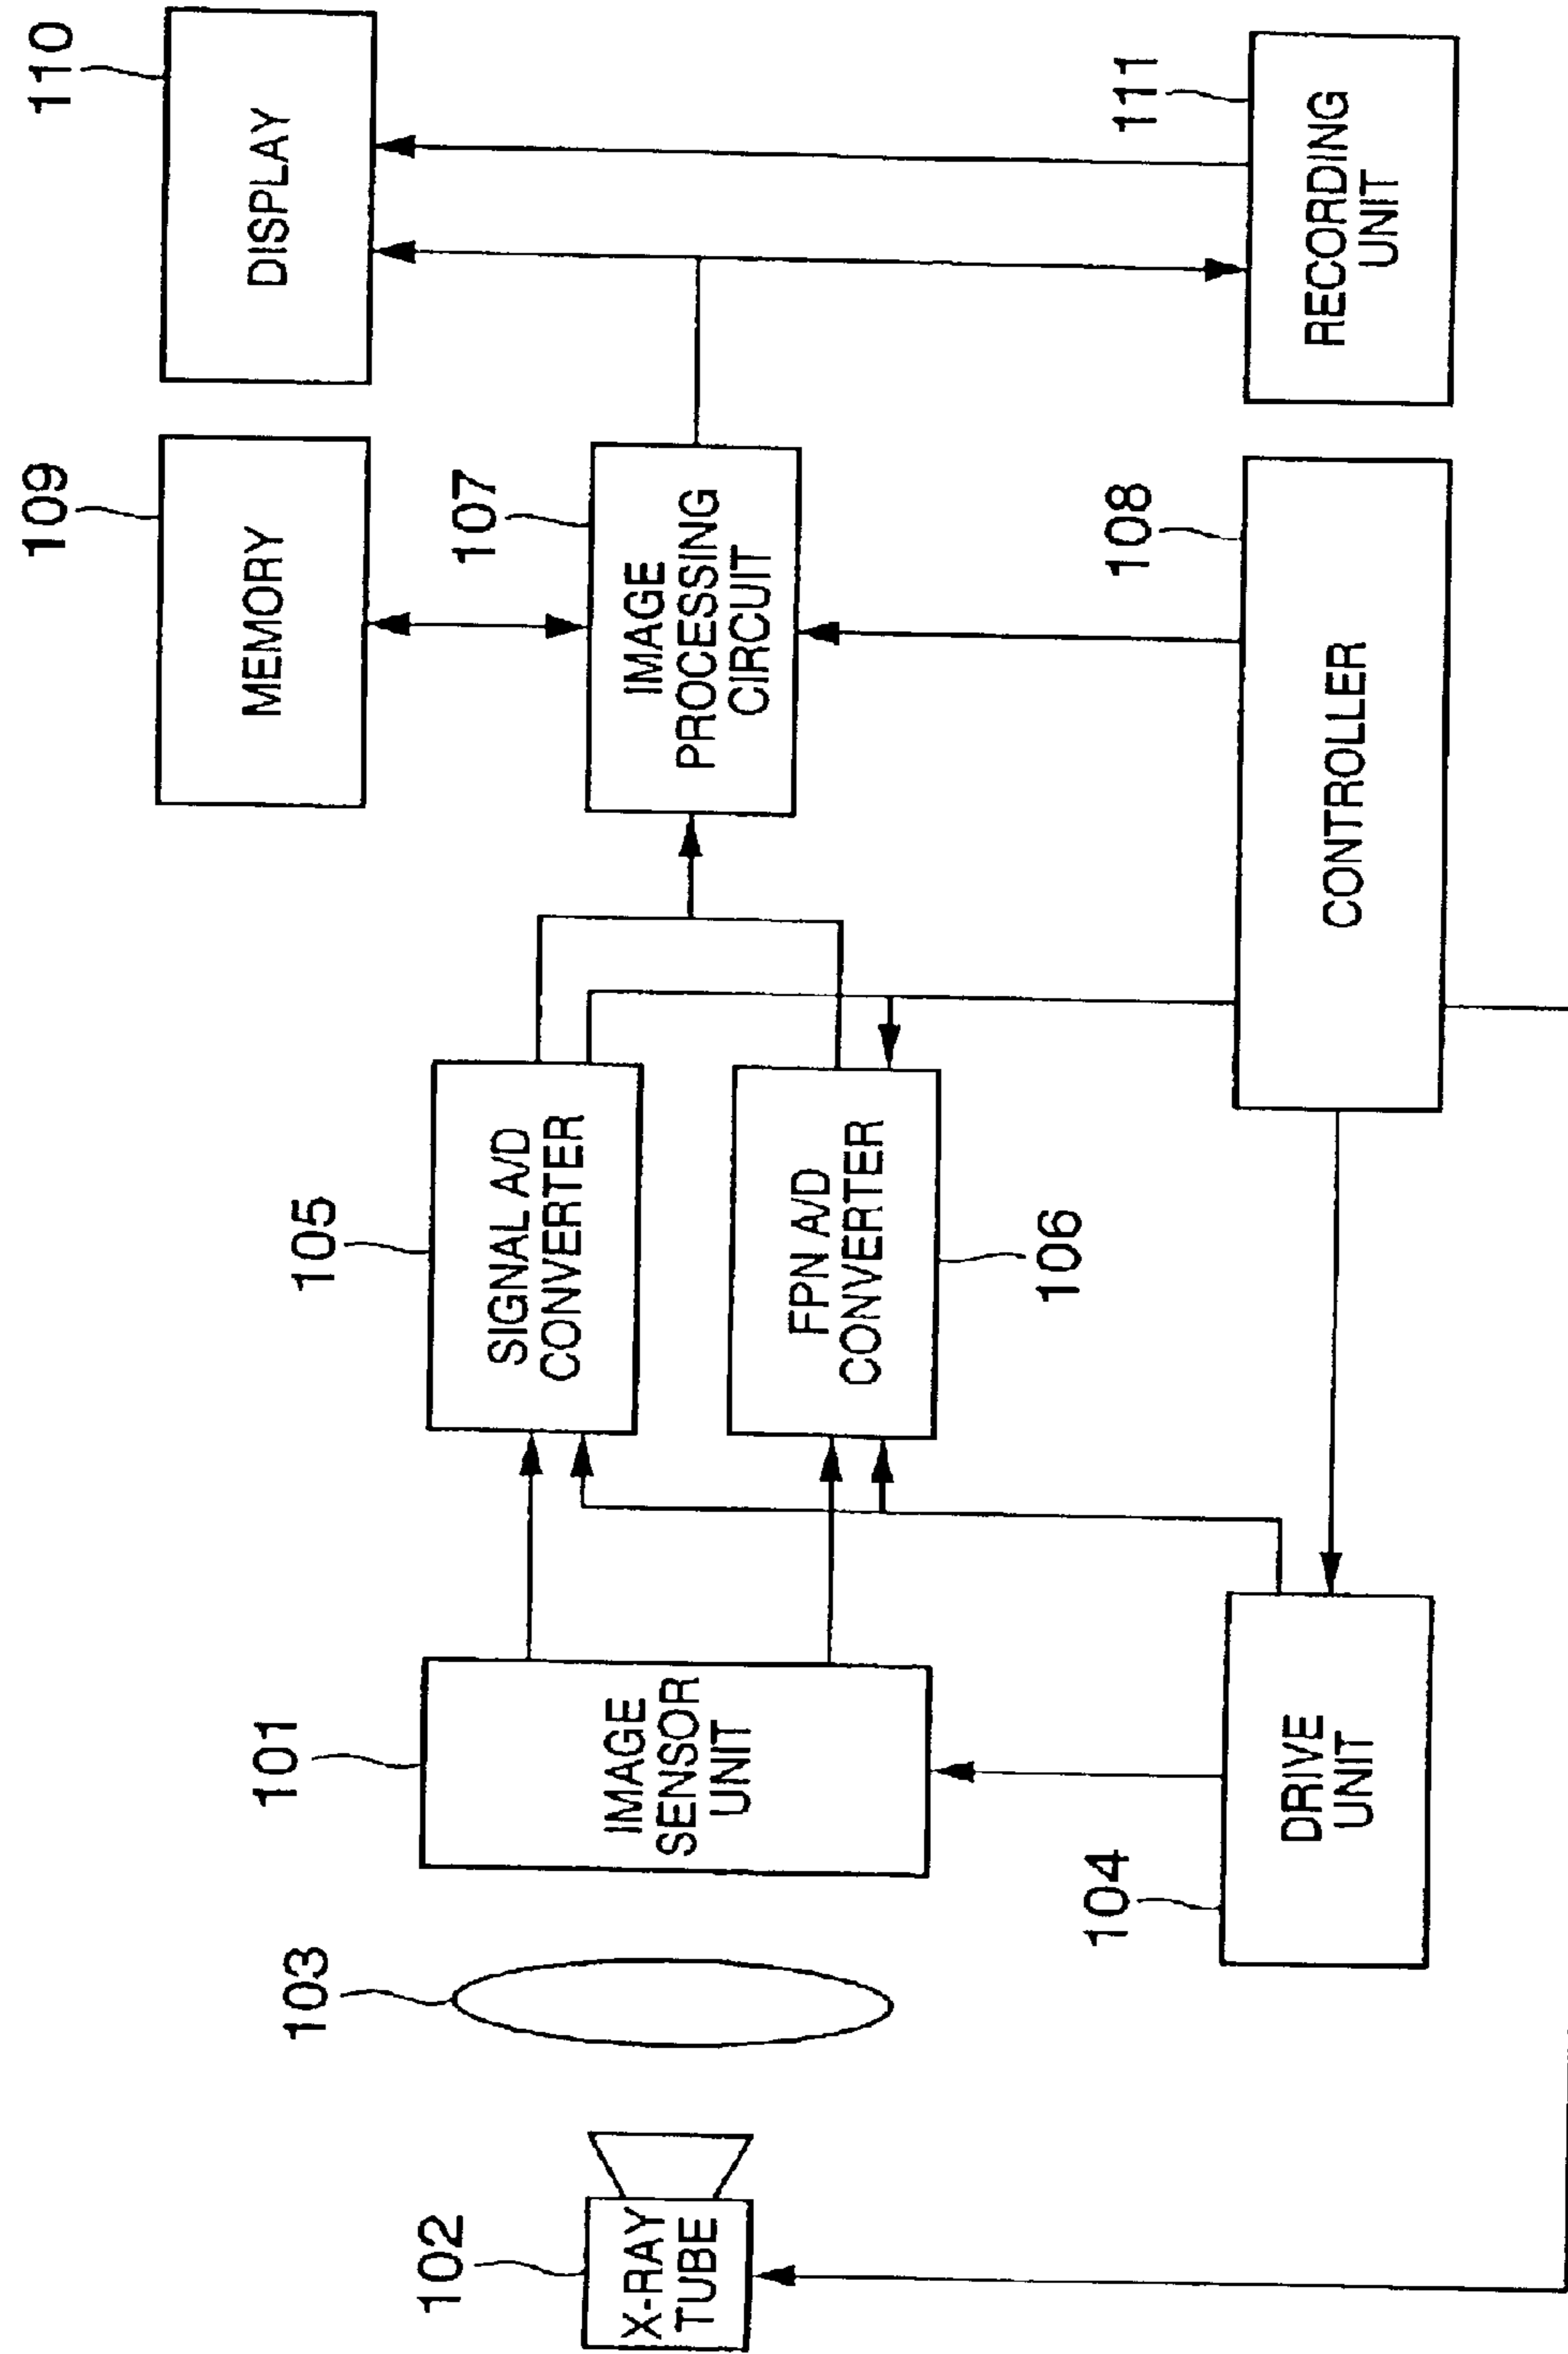 102
X-RAY
TUBE
103
101
IMAGE
SENSOR
UNIT
104
DRIVE
UNIT
105
SIGNAL A/D
CONVERTER
FPN A/D
CONVERTER
106
109
MEMORY
107
IMAGE
PROCESSING
CIRCUIT
108
CONTROLLER
110
DISPLAY
111
RECORDING
UNIT